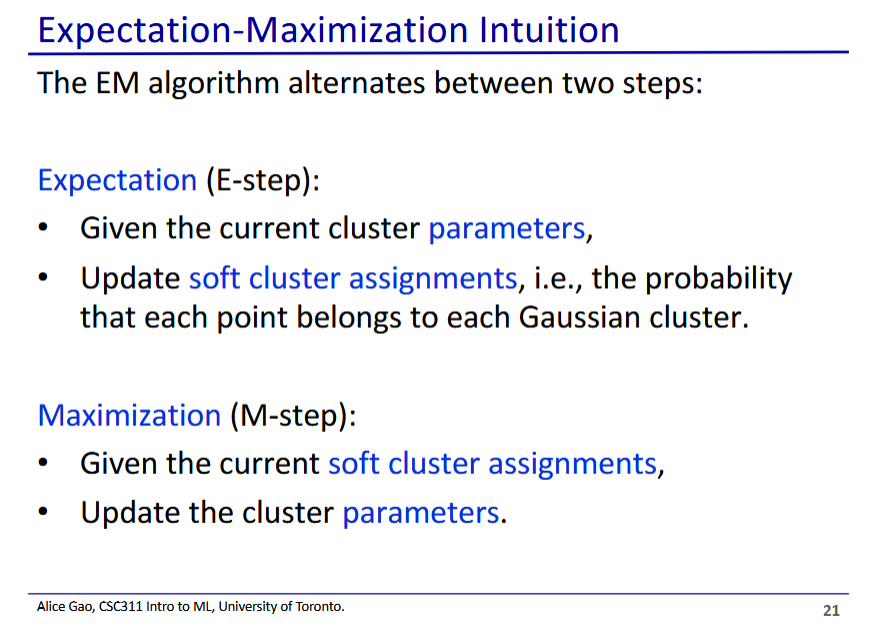 Expectation-Maximization Intuition
The EM algorithm alternates between two steps:
Expectation (E-step):
• Given the current cluster parameters,
• Update soft cluster assignments, i.e., the probability
that each point belongs to each Gaussian cluster.
Maximization (M-step):
• Given the current soft cluster assignments,
• Update the cluster parameters.
Alice Gao, CSC311 Intro to ML, University of Toronto.
21